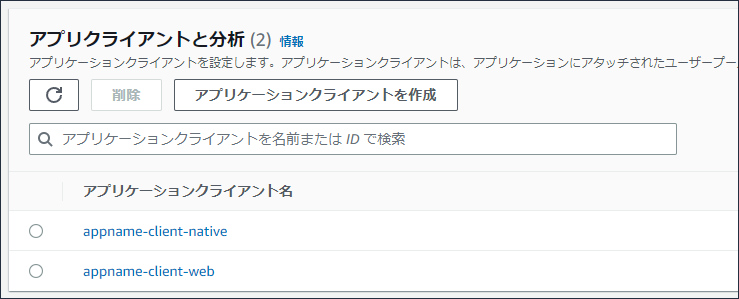 アプリクライアントと分析 (2) 情報
アプリケーションクライアントを設定します。アプリケーションクライアントは、アプリケーションにアタッチされたユーザープー
削除 アプリケーションクライアントを作成
アプリケーションクライアントを名前または ID で検索
アプリケーションクライアント名
appname-client-native
appname-client-web